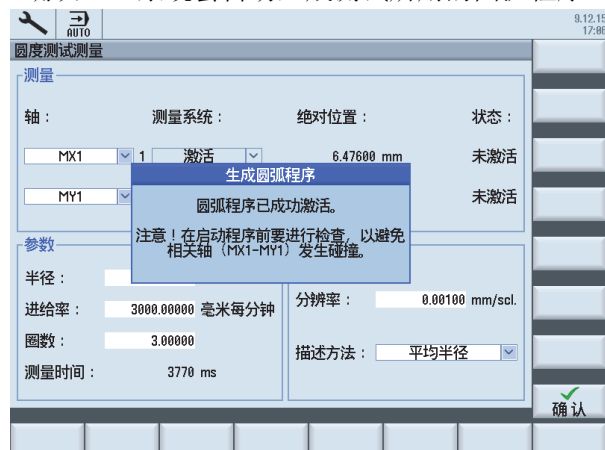 AUTO
9.12.15
17:06
圆度测试测量
测量
轴：
测量系统：
绝对位置：
状态：
MX1
1
激活
6.47600 mm
未激活
MY1
未激活
生成圆弧程序
圆弧程序已成功激活。
注意！在启动程序前要进行检查，以避免
相关轴（MX1-MY1）发生碰撞。
参数
半径：
进给率：
3000.00000 毫米每分钟
分辨率：
0.00100 mm/scl.
圈数：
3.00000
描述方法：
平均半径
测量时间：
3770 ms
确认